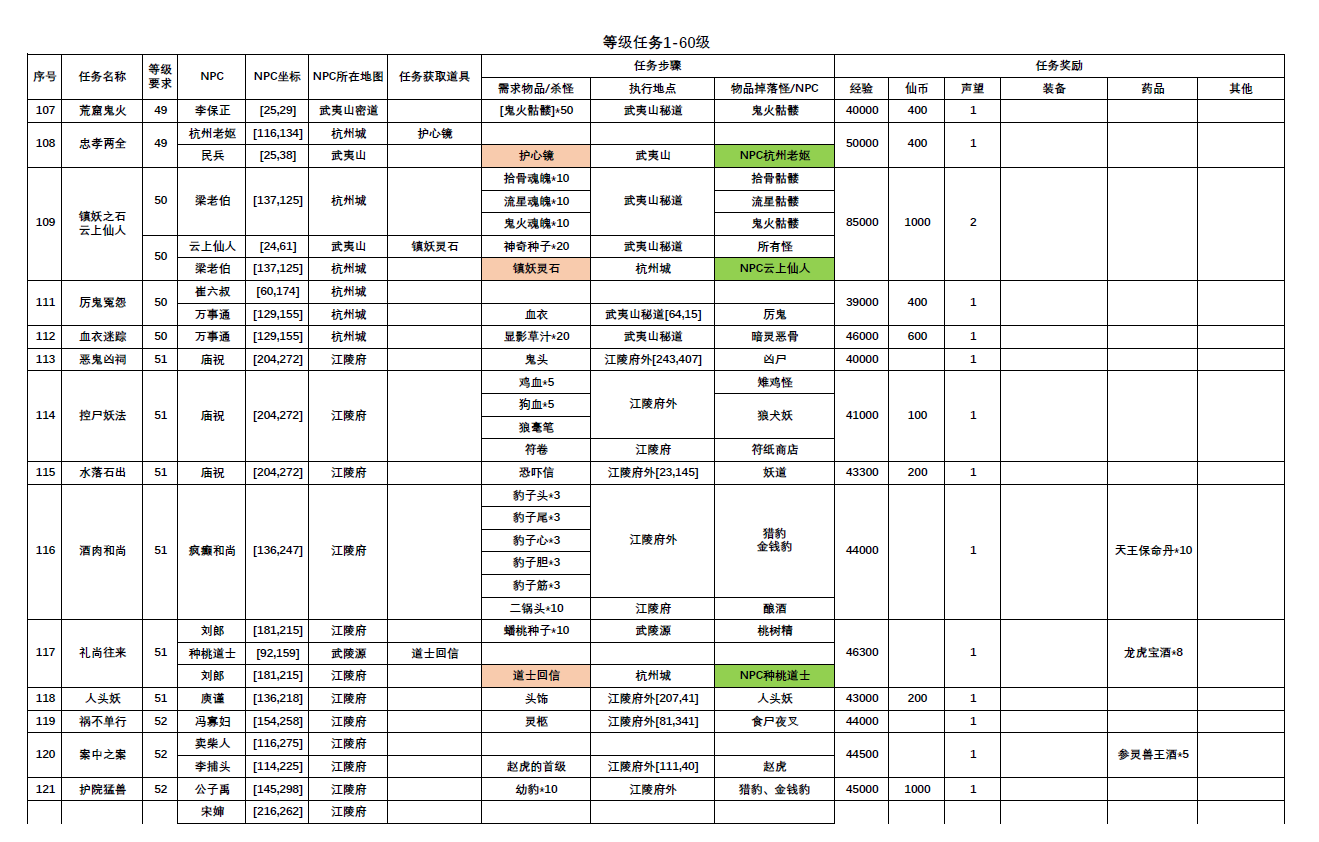 等级任务1-60级
序号 任务名称 等级要求 NPC NPC坐标 NPC所在地图 任务获取道具 任务步骤 任务奖励
需求物品/杀怪 执行地点 物品掉落怪/NPC 经验 仙币 声望 装备 药品 其他
107 荒窟鬼火 49 李保正 [25,29] 武夷山密道 [鬼火骷髅]*50 武夷山秘道 鬼火骷髅 40000 400 1
108 忠孝两全 49 杭州老妪 [116,134] 杭州城 护心镜 50000 400 1
民兵 [25,38] 武夷山 护心镜 武夷山 NPC杭州老妪
109 镇妖之石 云上仙人 50 梁老伯 [137,125] 杭州城 拾骨魂魄*10 武夷山秘道 拾骨骷髅 85000 1000 2
流星魂魄*10 流星骷髅
鬼火魂魄*10 鬼火骷髅
50 云上仙人 [24,61] 武夷山 镇妖灵石 神奇种子*20 武夷山秘道 所有怪
梁老伯 [137,125] 杭州城 镇妖灵石 杭州城 NPC云上仙人
111 厉鬼冤怨 50 崔六叔 [60,174] 杭州城 39000 400 1
万事通 [129,155] 杭州城 血衣 武夷山秘道[64,15] 厉鬼
112 血衣迷踪 50 万事通 [129,155] 杭州城 显影草汁*20 武夷山秘道 暗灵恶骨 46000 600 1
113 恶鬼凶祠 51 庙祝 [204,272] 江陵府 鬼头 江陵府外[243,407] 凶尸 40000 1
114 控尸妖法 51 庙祝 [204,272] 江陵府 鸡血*5 江陵府外 雉鸡怪 41000 100 1
狗血*5 狼犬妖
狼毫笔
符卷 江陵府 符纸商店
115 水落石出 51 庙祝 [204,272] 江陵府 恐吓信 江陵府外[23,145] 妖道 43300 200 1
116 酒肉和尚 51 疯癫和尚 [136,247] 江陵府 豹子头*3 江陵府外 猎豹 金钱豹 44000 1 天王保命丹*10
豹子尾*3
豹子心*3
豹子胆*3
豹子筋*3
二锅头*10 江陵府 酿酒
117 礼尚往来 51 刘郎 [181,215] 江陵府 蟠桃种子*10 武陵源 桃树精 46300 1 龙虎宝酒*8
种桃道士 [92,159] 武陵源 道士回信
刘郎 [181,215] 江陵府 道士回信 杭州城 NPC种桃道士
118 人头妖 51 庾谨 [136,218] 江陵府 头饰 江陵府外[207,41] 人头妖 43000 200 1
119 祸不单行 52 冯寡妇 [154,258] 江陵府 灵柩 江陵府外[81,341] 食尸夜叉 44000 1
120 案中之案 52 卖柴人 [116,275] 江陵府 44500 1 参灵兽王酒*5
李捕头 [114,225] 江陵府 赵虎的首级 江陵府外[111,40] 赵虎
121 护院猛兽 52 公子禹 [145,298] 江陵府 幼豹*10 江陵府外 猎豹、金钱豹 45000 1000 1
宋婶 [216,262] 江陵府